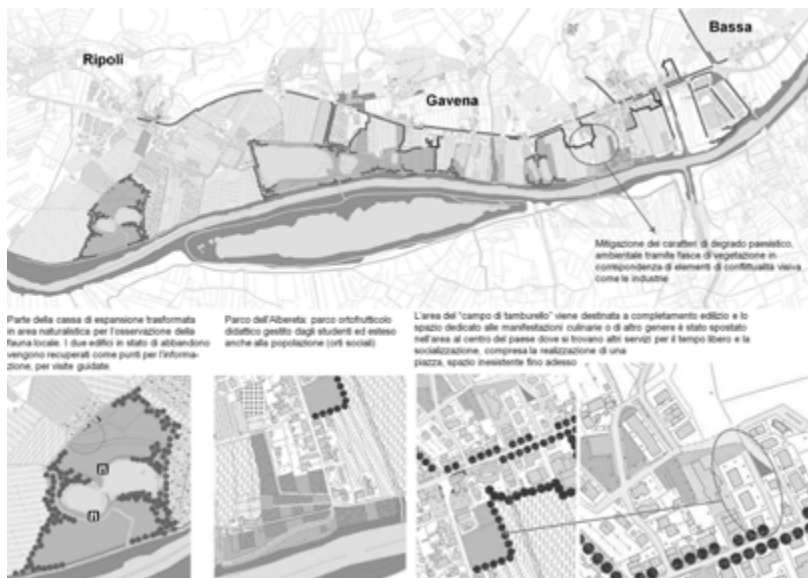 Bassa
Ripoli
Gavena
Mitigazione dei caratteri di degrado paesistico,
ambientale tramite fasce di vegetazione in
corrispondenza di elementi di conflittualità visiva
come le industrie
Parte della cassa di espansione trasformata
in area naturalistica per l'osservazione della
fauna locale. I due edifici in stato di abbandono
vengono recuperati come punti per l'informa-
zione, per visite guidate.
Parco dell'Albereta: parco ortofrutticolo
didattico gestito dagli studenti ed esteso
anche alla popolazione (orti sociali)
L'area del "campo di tamburello" viene destinata a completamento edilizio e lo
spazio dedicato alle manifestazioni culinarie o di altro genere è stato spostato
nell'area al centro del paese dove si trovano altri servizi per il tempo libero e la
socializzazione, compresa la realizzazione di una
piazza, spazio inesistente fino adesso